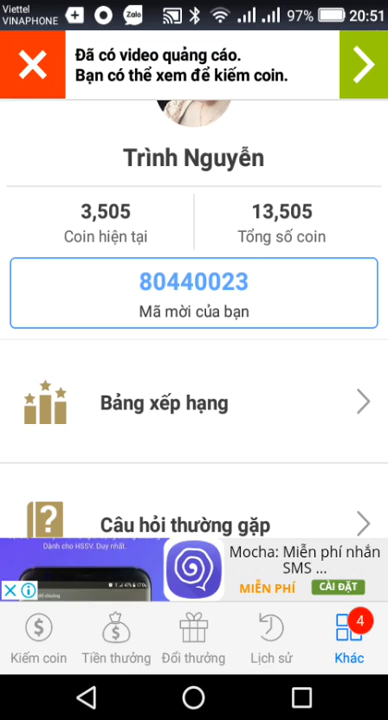 Viettel
VINAPHONE
Zalo
97%
20:51
Đã có video quảng cáo.
Bạn có thể xem để kiếm coin.
Trình Nguyễn
3,505
13,505
Coin hiện tại
Tổng số coin
80440023
Mã mời của bạn
Bảng xếp hạng
Câu hỏi thường gặp
Dành cho HSSV. Duy nhất.
Mocha: Miễn phí nhắn
SMS ...
MIỄN PHÍ
CÀI ĐẶT
4
Kiếm coin
Tiền thưởng
Đổi thưởng
Lịch sử
Khác